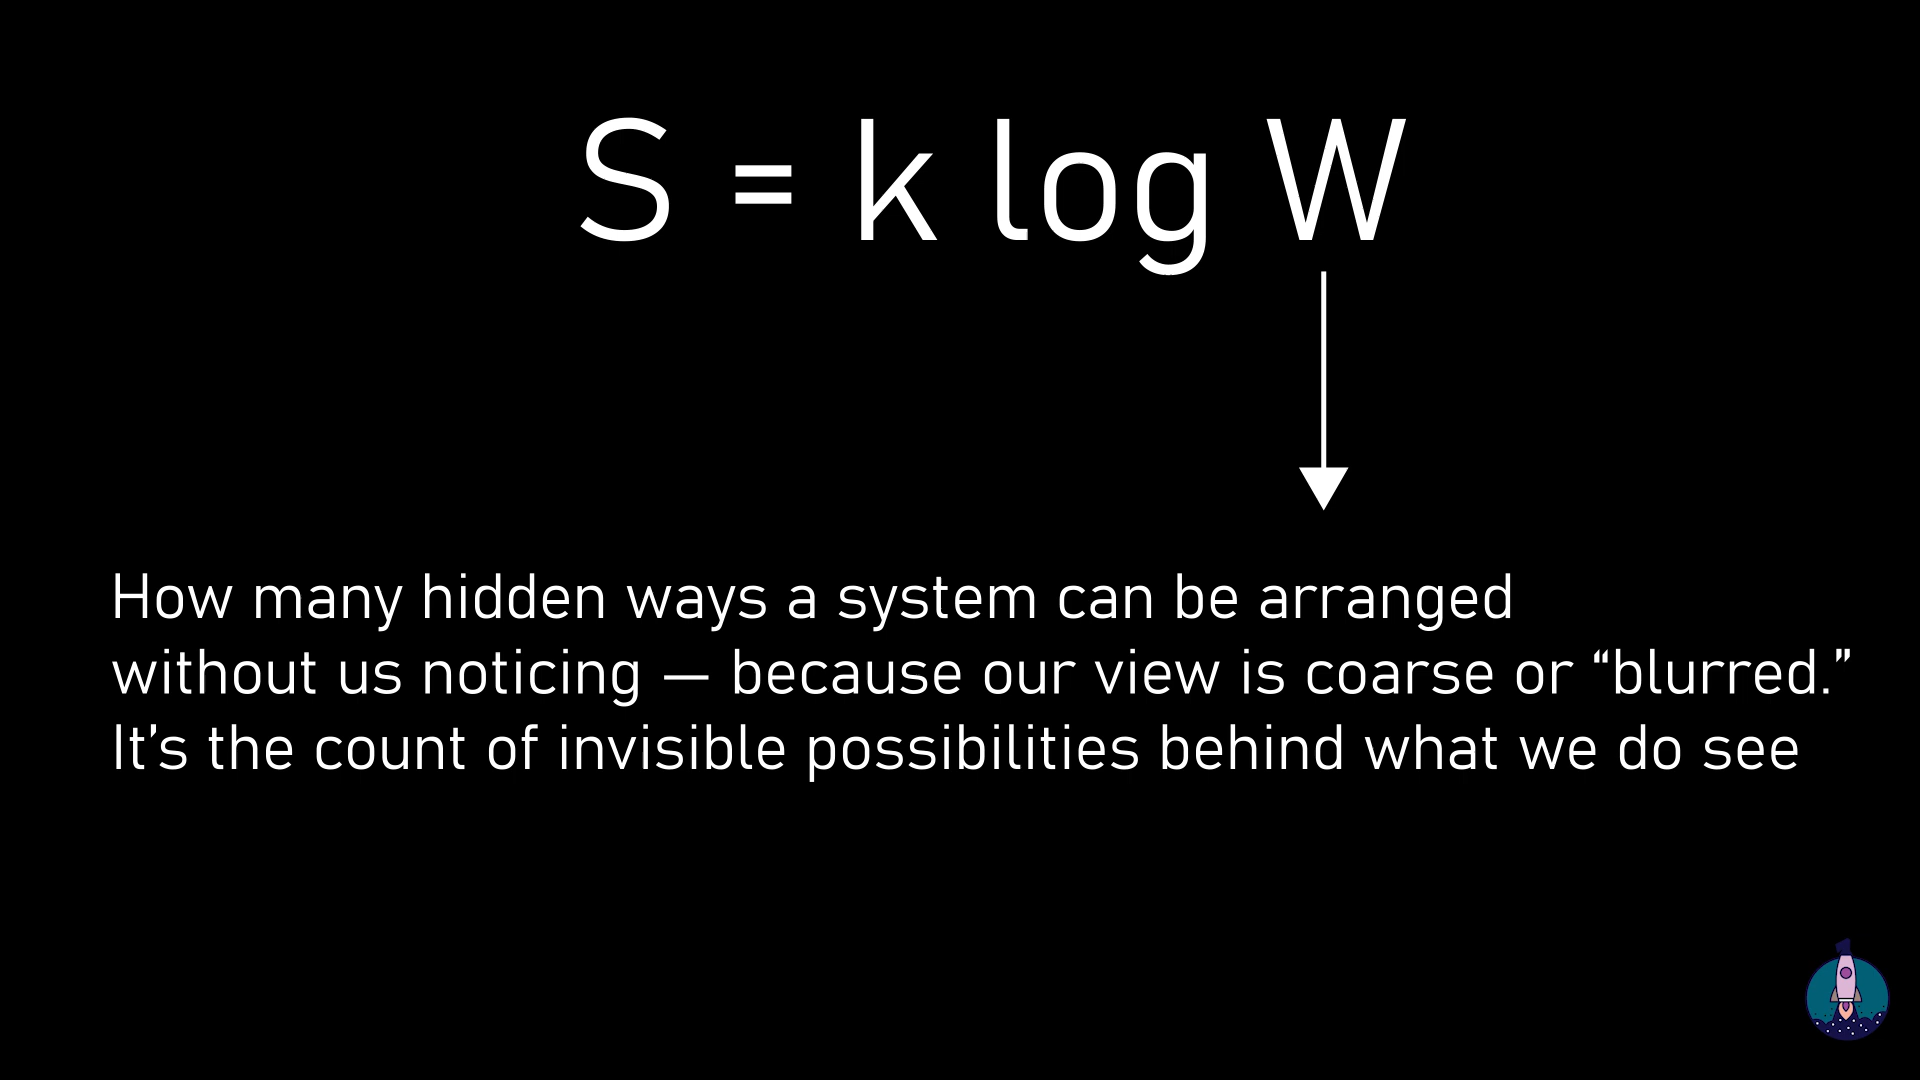 S = k log W
How many hidden ways a system can be arranged
without us noticing — because our view is coarse or “blurred.”
It’s the count of invisible possibilities behind what we do see